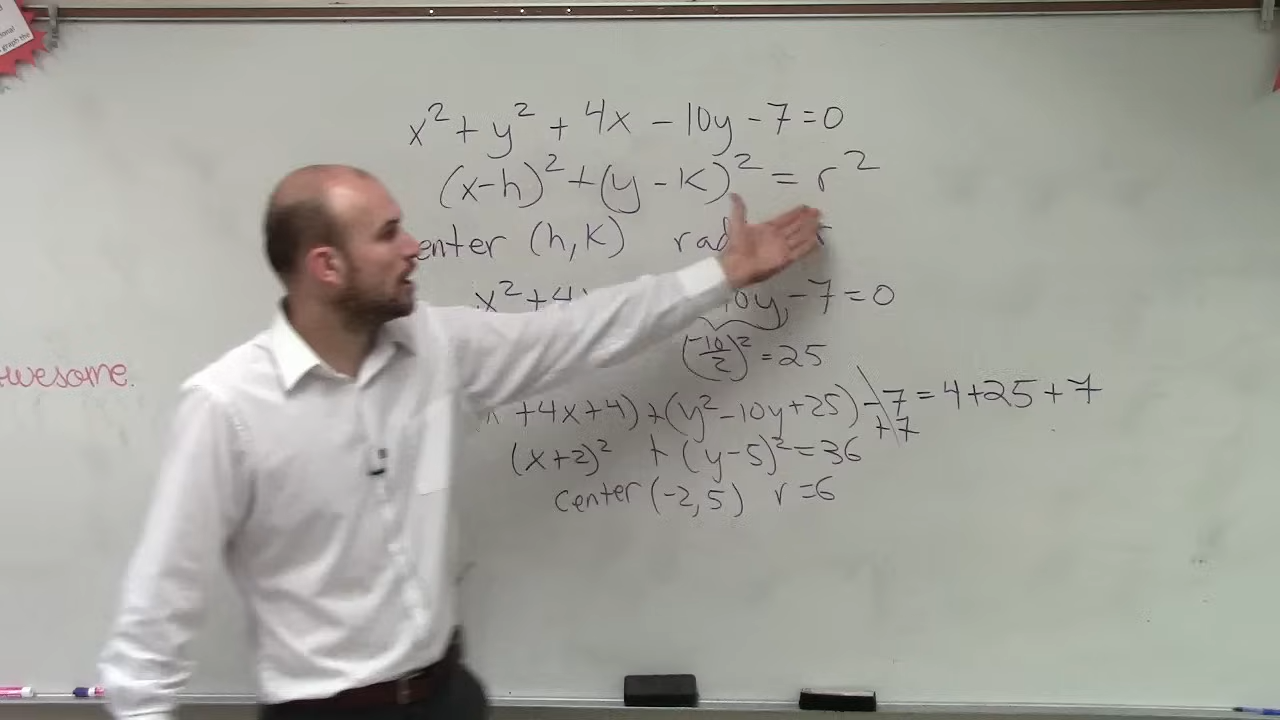 x² + y² + 4x - 10y - 7 = 0
(x-h)² + (y - k)² = r²
enter (h, k) rad r
x² + 4 10y - 7 = 0
(-10/2)² = 25
+ 4x + 4) + (y² - 10y + 25) - 7 = 4 + 25 + 7
+7
(x+2)² + (y-5)² = 36
center (-2, 5) r = 6
wesome.
graph the